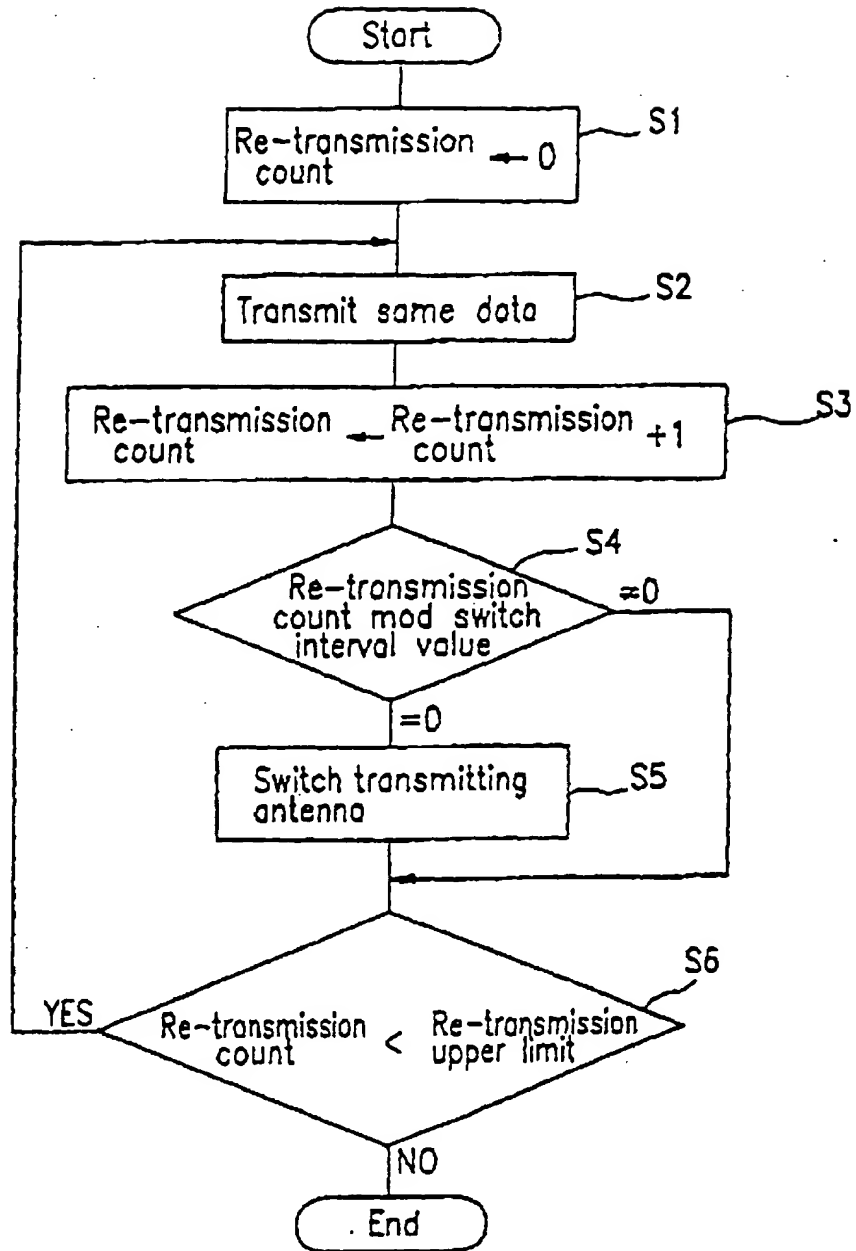 Start
Re-transmission
count
← 0
S1
Transmit same data
S2
Re-transmission
count
←
Re-transmission
count
+1
S3
Re-transmission
count mod switch
interval value
S4
≠0
=0
Switch transmitting
antenna
S5
Re-transmission
count
<
Re-transmission
upper limit
S6
YES
NO
End